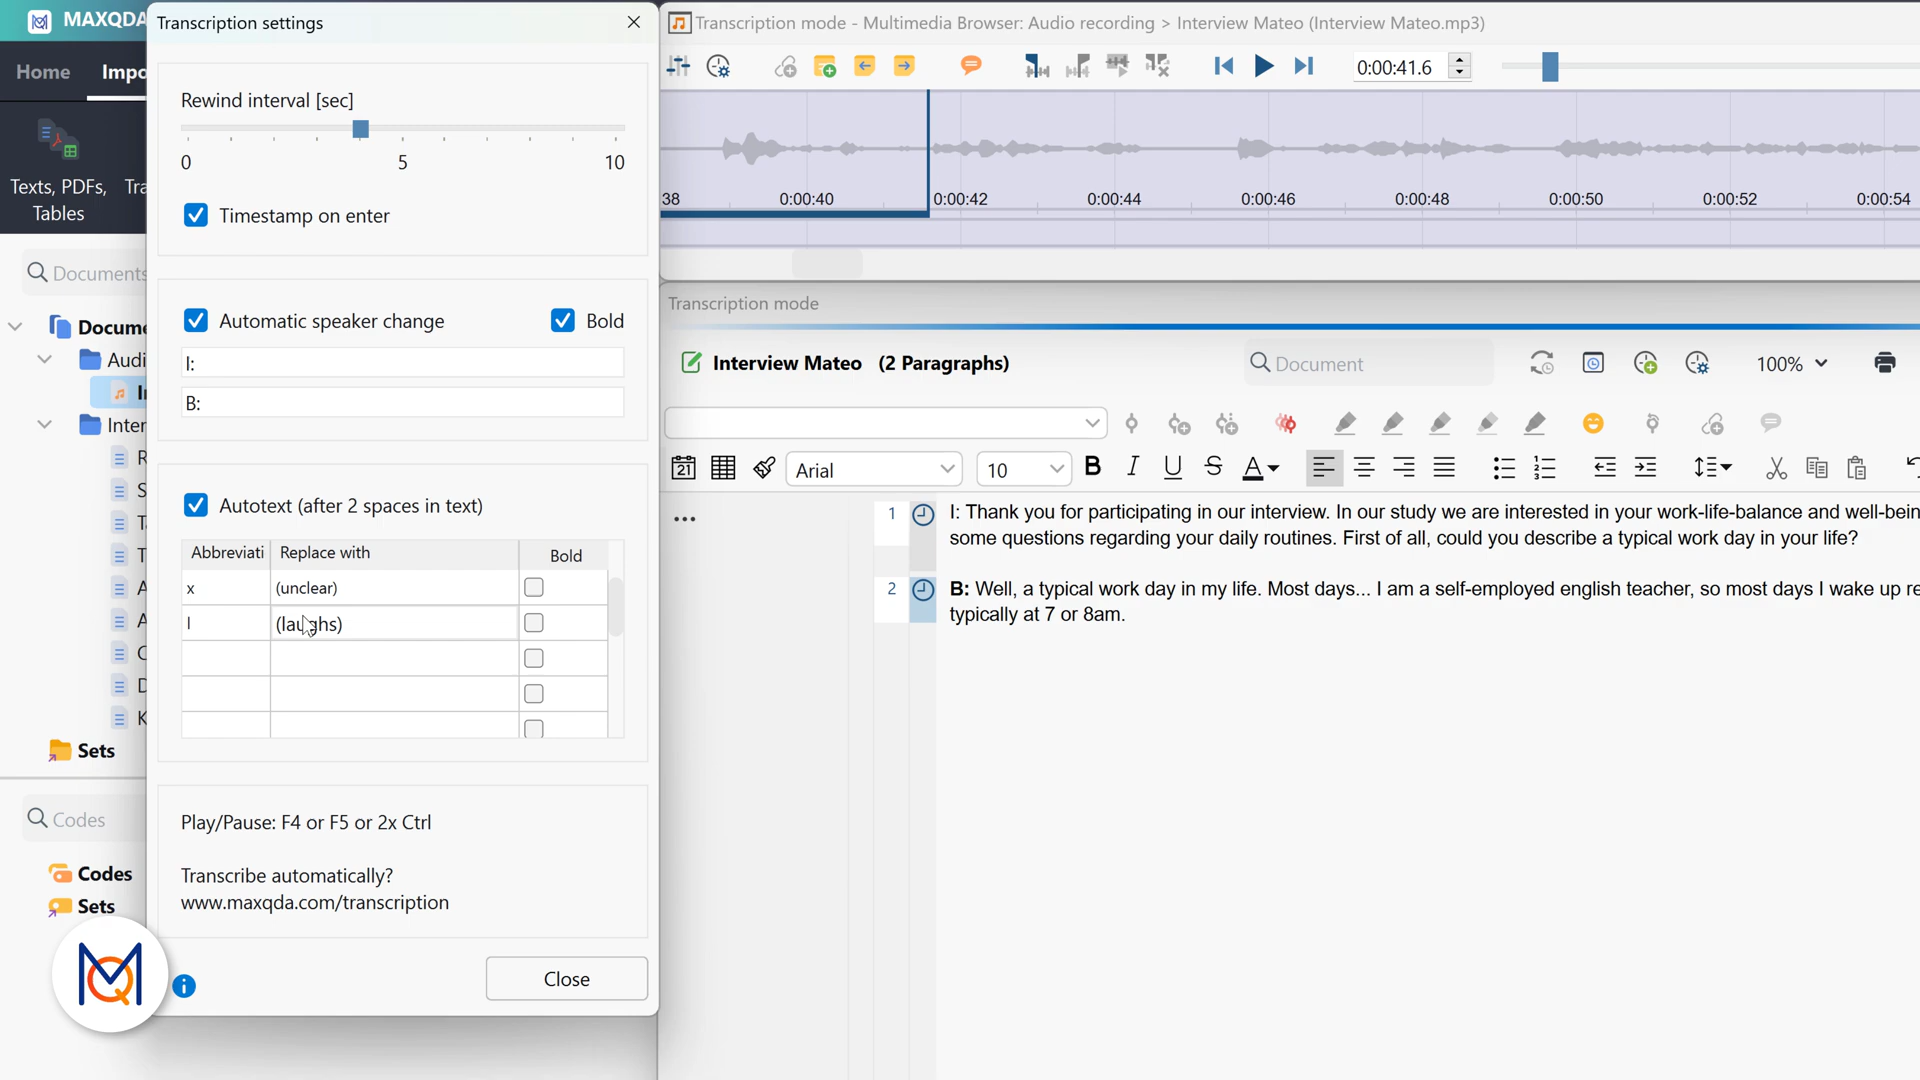 MAXQDA
Transcription settings
Transcription mode - Multimedia Browser: Audio recording > Interview Mateo (Interview Mateo.mp3)
Home
Impo
0:00:41.6
Rewind interval [sec]
0
5
10
Texts, PDFs,
Tables
Tra
Timestamp on enter
38
0:00:40
0:00:42
0:00:44
0:00:46
0:00:48
0:00:50
0:00:52
0:00:54
Documents
Transcription mode
Automatic speaker change
Bold
Docume
Audi
I:
Interview Mateo (2 Paragraphs)
Document
100%
B:
Inter
21
Arial
10
B
I
U
S
A
Autotext (after 2 spaces in text)
Abbreviati
Replace with
Bold
x
(unclear)
l
(laughs)
R
S
Ta
T
A
A
C
D
K
1
I: Thank you for participating in our interview. In our study we are interested in your work-life-balance and well-bein
some questions regarding your daily routines. First of all, could you describe a typical work day in your life?
2
B: Well, a typical work day in my life. Most days... I am a self-employed english teacher, so most days I wake up re
typically at 7 or 8am.
Sets
Codes
Play/Pause: F4 or F5 or 2x Ctrl
Codes
Transcribe automatically?
Sets
www.maxqda.com/transcription
Close